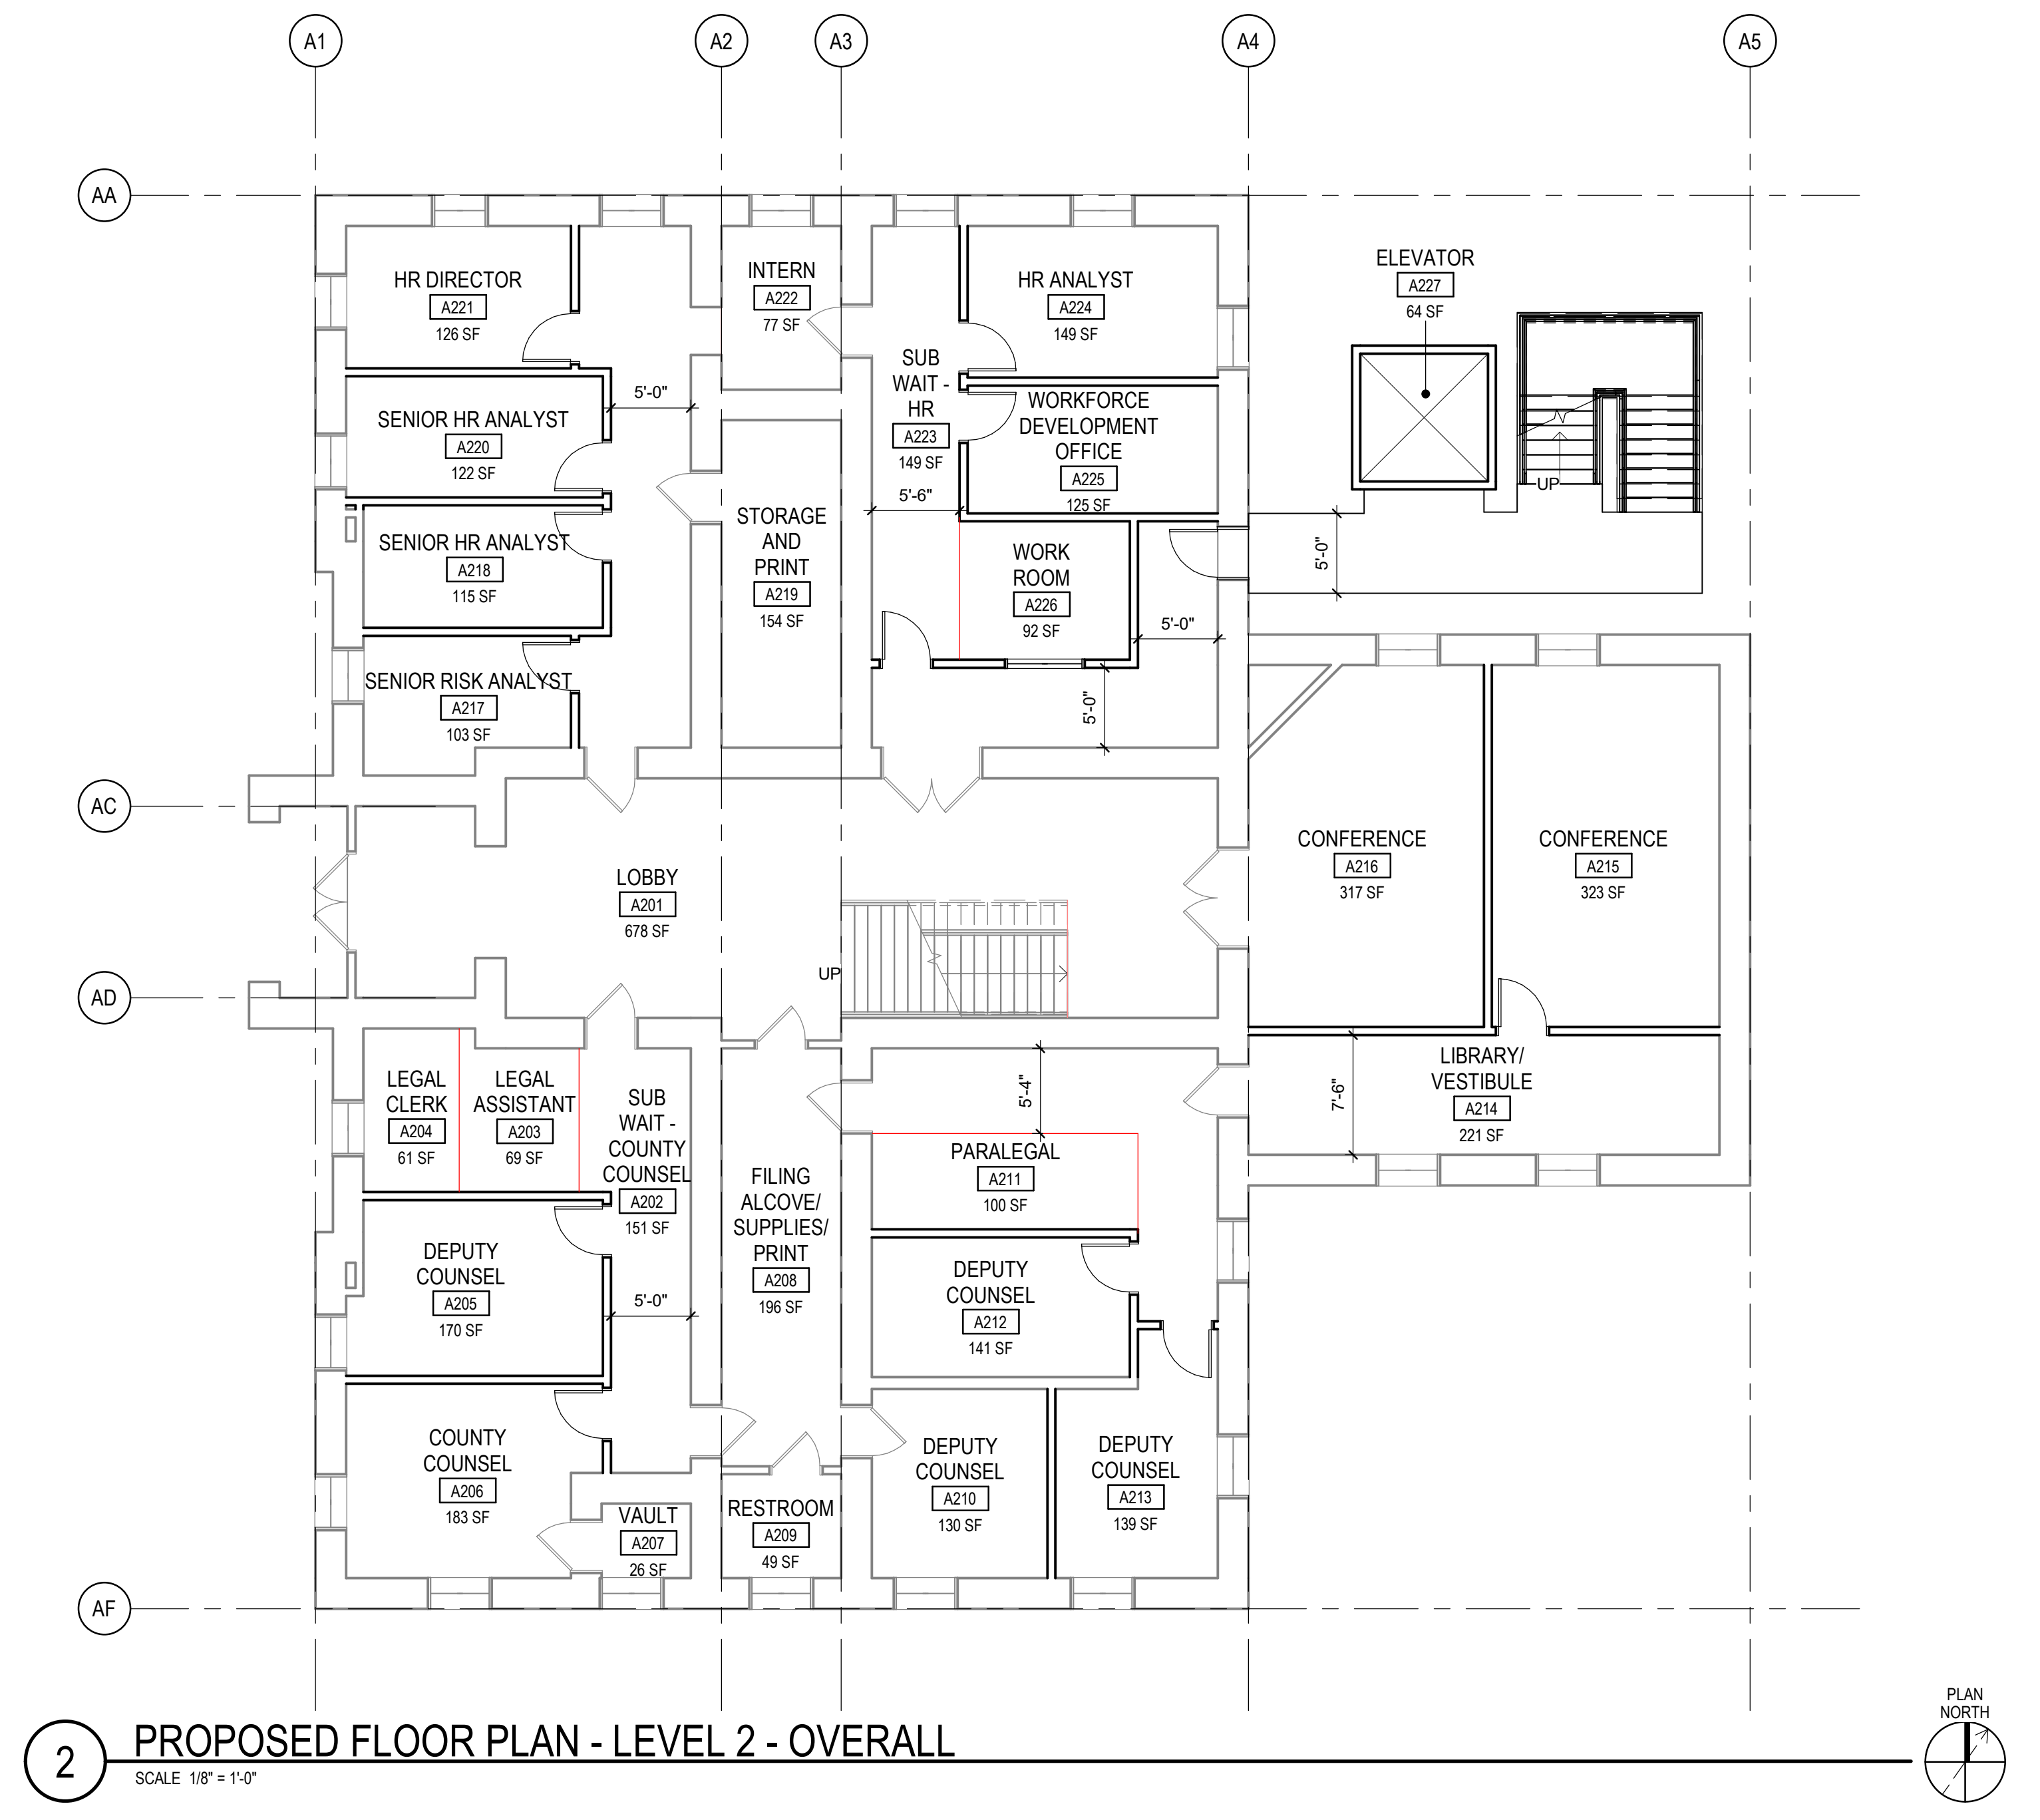 A1
A2
A3
A4
A5
AA
AC
AD
AF
HR DIRECTOR
A221
126 SF
INTERN
A222
77 SF
HR ANALYST
A224
149 SF
ELEVATOR
A227
64 SF
UP
SENIOR HR ANALYST
A220
122 SF
5'-0"
SUB
WAIT -
HR
A223
149 SF
5'-6"
WORKFORCE
DEVELOPMENT
OFFICE
A225
125 SF
SENIOR HR ANALYST
A218
115 SF
STORAGE
AND
PRINT
A219
154 SF
WORK
ROOM
A226
92 SF
5'-0"
5'-0"
5'-0"
SENIOR RISK ANALYST
A217
103 SF
LOBBY
A201
678 SF
UP
CONFERENCE
A216
317 SF
CONFERENCE
A215
323 SF
LEGAL
CLERK
A204
61 SF
LEGAL
ASSISTANT
A203
69 SF
SUB
WAIT -
COUNTY
COUNSEL
A202
151 SF
5'-0"
FILING
ALCOVE/
SUPPLIES/
PRINT
A208
196 SF
5'-4"
PARALEGAL
A211
100 SF
7'-6"
LIBRARY/
VESTIBULE
A214
221 SF
DEPUTY
COUNSEL
A205
170 SF
DEPUTY
COUNSEL
A212
141 SF
COUNTY
COUNSEL
A206
183 SF
VAULT
A207
26 SF
RESTROOM
A209
49 SF
DEPUTY
COUNSEL
A210
130 SF
DEPUTY
COUNSEL
A213
139 SF
2
PROPOSED FLOOR PLAN - LEVEL 2 - OVERALL
SCALE 1/8" = 1'-0"
PLAN
NORTH